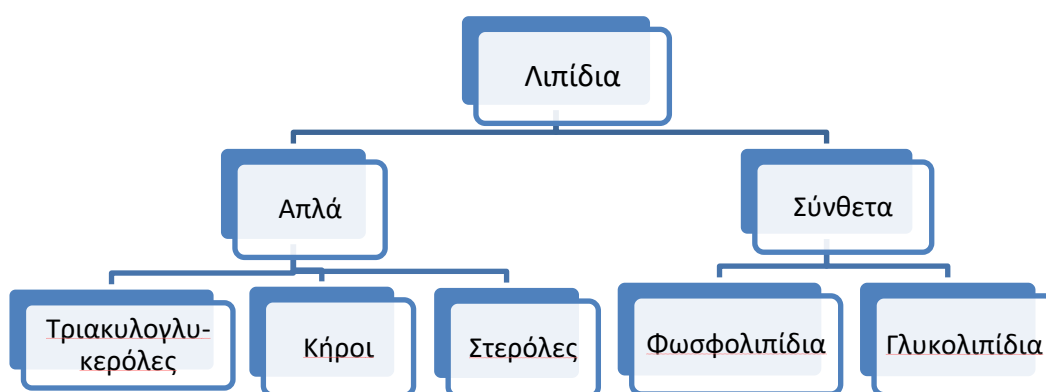 Λιπίδια
Απλά
Σύνθετα
Τριακυλογλυ-
κερόλες
Κήροι
Στερόλες
Φωσφολιπίδια
Γλυκολιπίδια